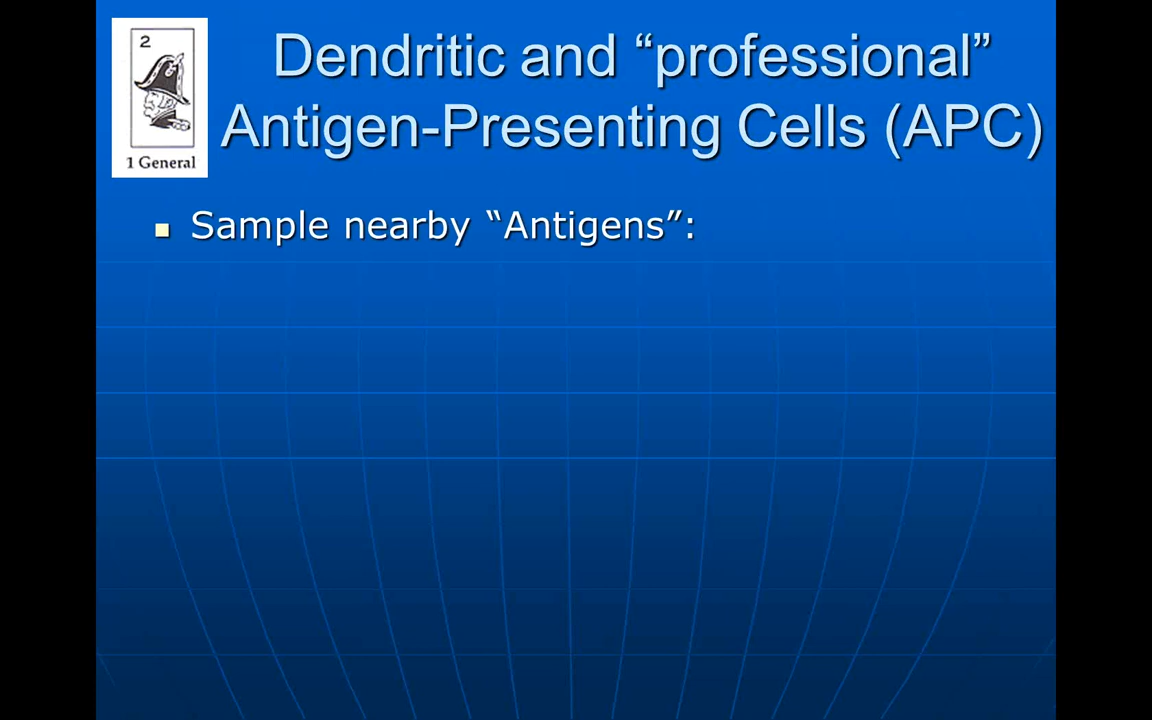 2
1 General
Dendritic and “professional”
Antigen-Presenting Cells (APC)
Sample nearby “Antigens”: